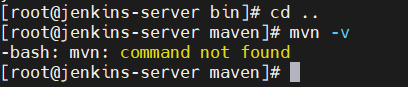 [root@jenkins-server bin]# cd ..
[root@jenkins-server maven]# mvn -v
-bash: mvn: command not found
[root@jenkins-server maven]#